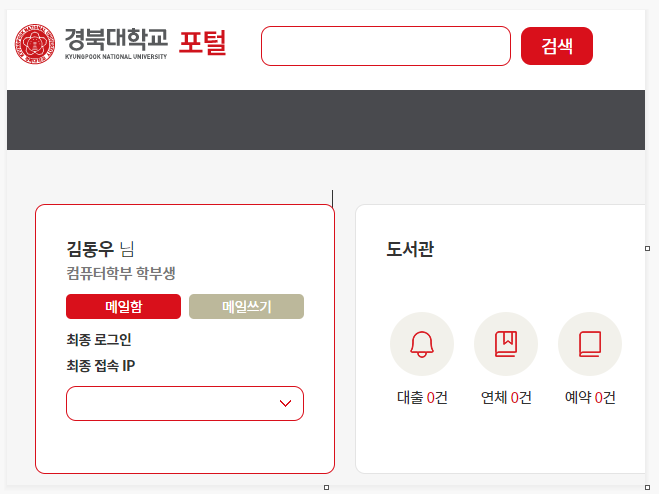 경북대학교 포털
KYUNGPOOK NATIONAL UNIVERSITY
검색
김동우 님
컴퓨터학부 학부생
메일함 메일쓰기
최종 로그인
최종 접속 IP
도서관
대출 0건 연체 0건 예약 0건